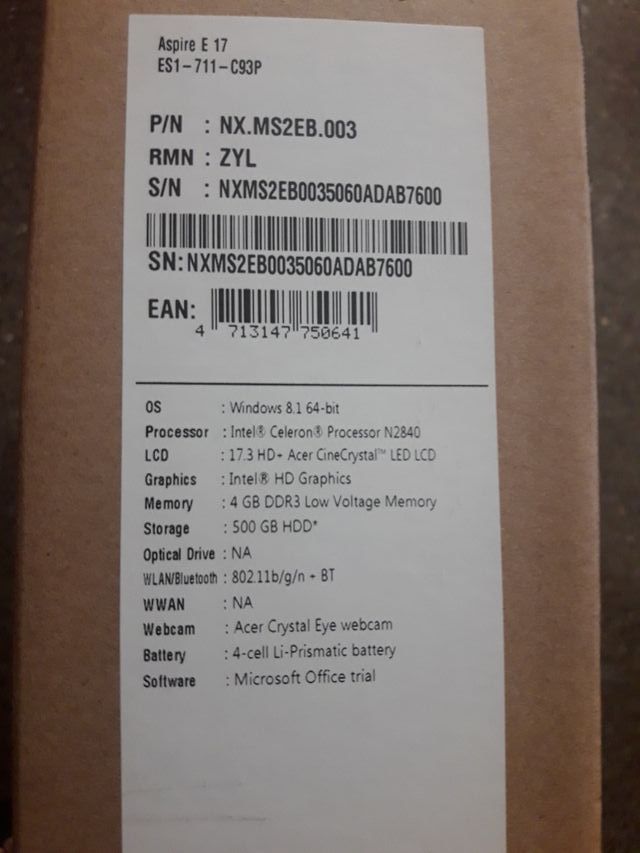 Aspire E 17
ES1-711-C93P
P/N : NX.MS2EB.003
RMN : ZYL
S/N : NXMS2EB0035060ADAB7600
SN:NXMS2EB0035060ADAB7600
EAN:
4 713147 750641
OS : Windows 8.1 64-bit
Processor : Intel® Celeron® Processor N2840
LCD : 17.3 HD+ Acer CineCrystal™ LED LCD
Graphics : Intel® HD Graphics
Memory : 4 GB DDR3 Low Voltage Memory
Storage : 500 GB HDD*
Optical Drive : NA
WLAN/Bluetooth : 802.11b/g/n + BT
WWAN : NA
Webcam : Acer Crystal Eye webcam
Battery : 4-cell Li-Prismatic battery
Software : Microsoft Office trial